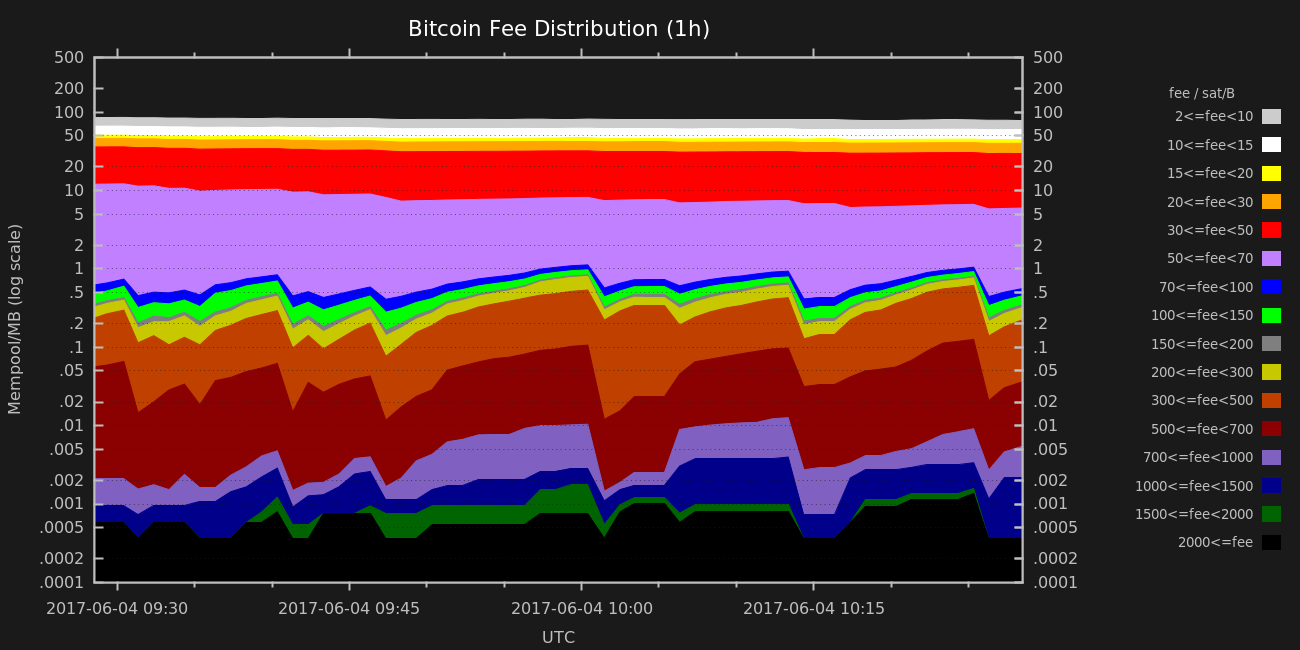 Bitcoin Fee Distribution (1h)
Mempool/MB (log scale)
500
200
100
50
20
10
5
2
1
.5
.2
.1
.05
.02
.01
.005
.002
.001
.0005
.0002
.0001
500
200
100
50
20
10
5
2
1
.5
.2
.1
.05
.02
.01
.005
.002
.001
.0005
.0002
.0001
fee / sat/B
2<=fee<10
10<=fee<15
15<=fee<20
20<=fee<30
30<=fee<50
50<=fee<70
70<=fee<100
100<=fee<150
150<=fee<200
200<=fee<300
300<=fee<500
500<=fee<700
700<=fee<1000
1000<=fee<1500
1500<=fee<2000
2000<=fee
2017-06-04 09:30 2017-06-04 09:45 2017-06-04 10:00 2017-06-04 10:15
UTC